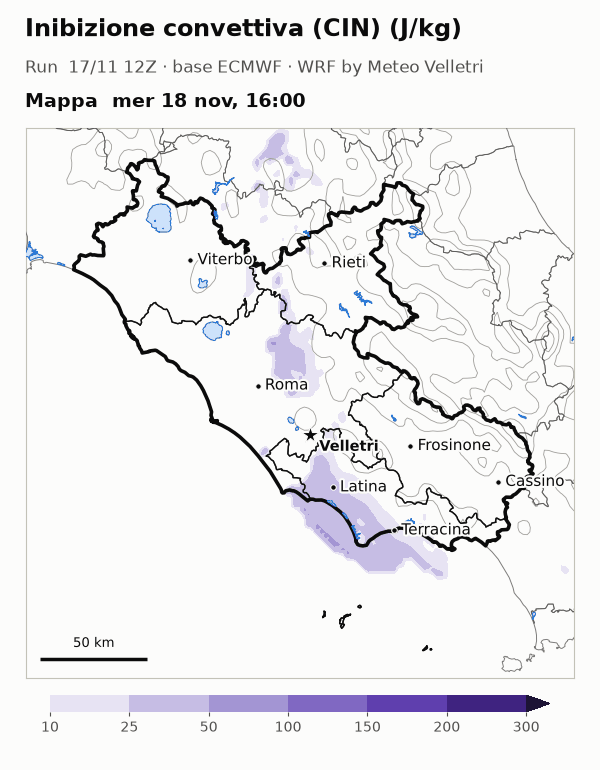 Inibizione convettiva (CIN) (J/kg)
Run  17/11 12Z · base ECMWF · WRF by Meteo Velletri
Mappa  mer 18 nov, 16:00
Viterbo
Rieti
Roma
Velletri
Frosinone
Cassino
Latina
Terracina
50 km
10 25 50 100 150 200 300